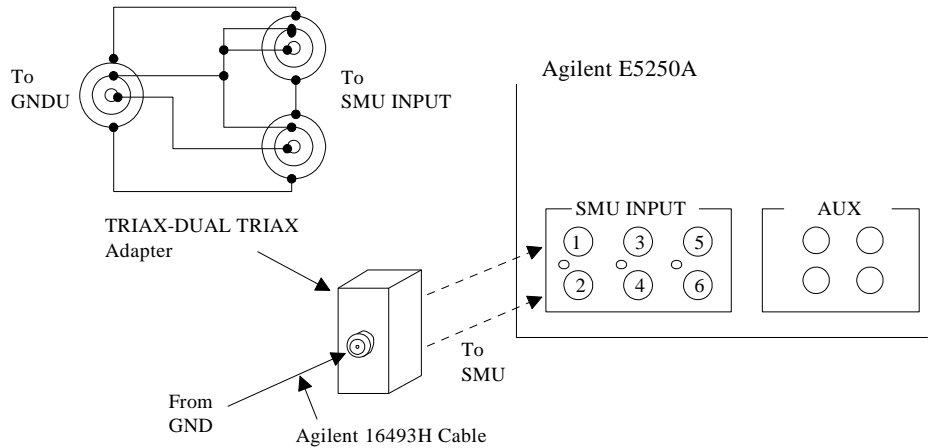 To
GNDU
To
SMU INPUT
Agilent E5250A
SMU INPUT
AUX
1 3 5
2 4 6
TRIAX-DUAL TRIAX
Adapter
To
SMU
From
GND
Agilent 16493H Cable